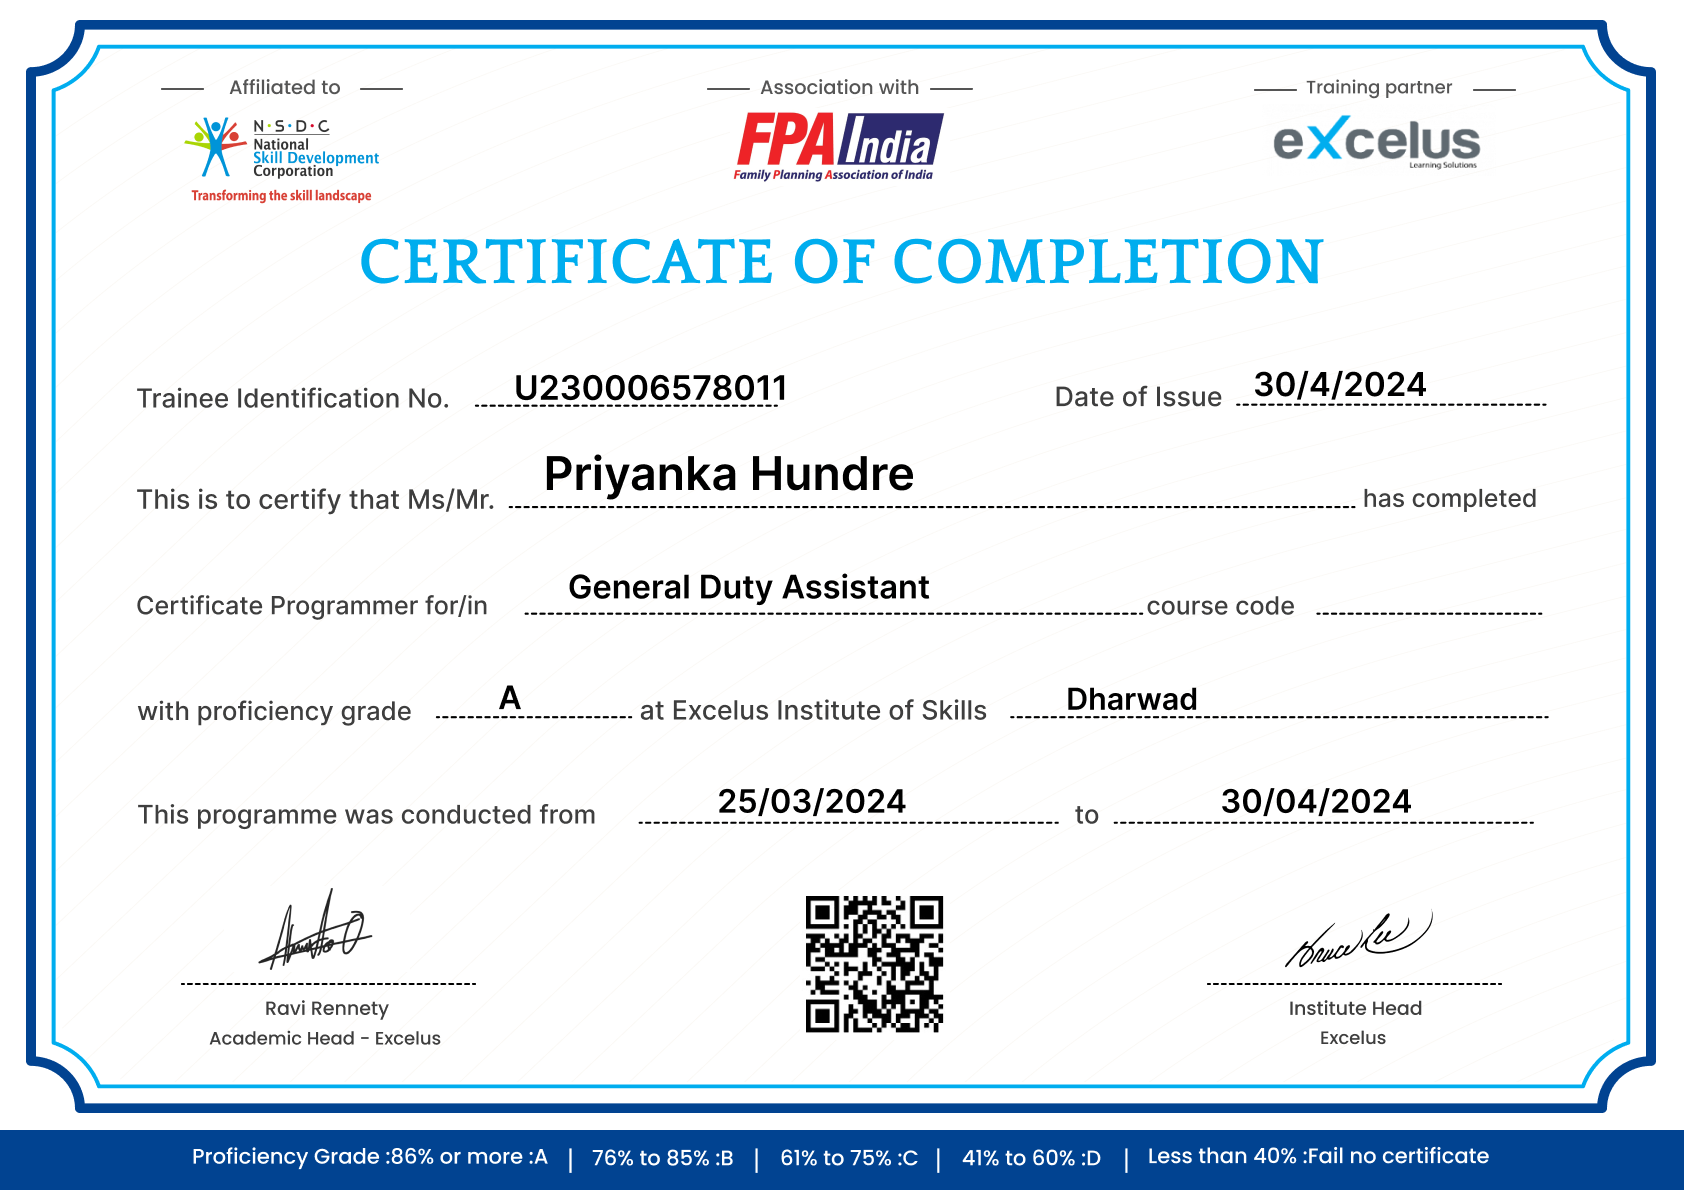 Affiliated to
Association with
Training partner
N·S·D·C
National
Skill Development
Corporation
Transforming the skill landscape
FPA India
Family Planning Association of India
excelus
Learning Solutions
CERTIFICATE OF COMPLETION
Trainee Identification No. U230006578011
Date of Issue 30/4/2024
This is to certify that Ms/Mr. Priyanka Hundre has completed
Certificate Programmer for/in General Duty Assistant course code
with proficiency grade A at Excelus Institute of Skills Dharwad
This programme was conducted from 25/03/2024 to 30/04/2024
Bruce Lee
Ravi Rennety
Academic Head - Excelus
Institute Head
Excelus
Proficiency Grade :86% or more :A | 76% to 85% :B | 61% to 75% :C | 41% to 60% :D | Less than 40% :Fail no certificate